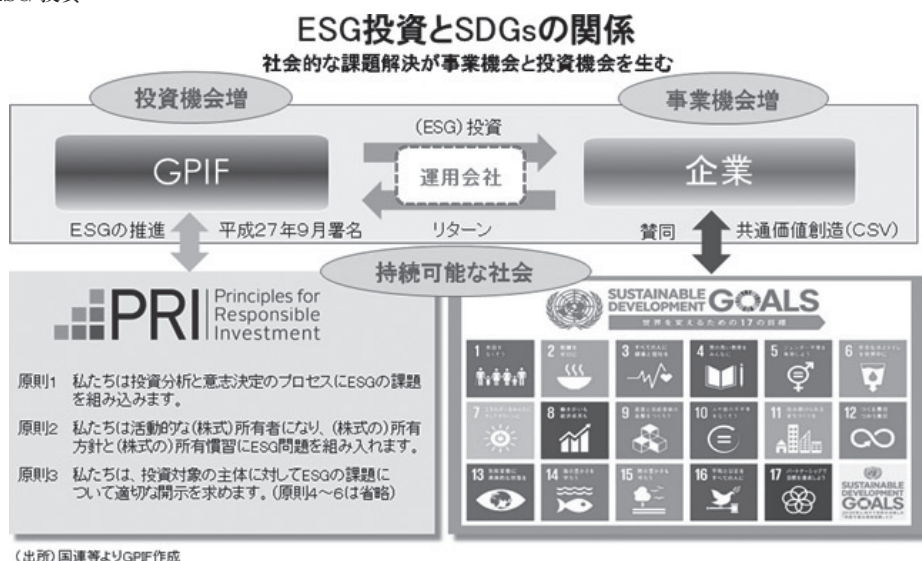 ESG投資とSDGsの関係
社会的な課題解決が事業機会と投資機会を生む
投資機会増
事業機会増
(ESG)投資
GPIF
運用会社
企業
ESGの推進
平成27年9月署名
リターン
賛同
共通価値創造(CSV)
持続可能な社会
PRI
Principles for
Responsible
Investment
原則1 私たちは投資分析と意志決定のプロセスにESGの課題
を組み込みます。
原則2 私たちは活動的な(株式)所有者になり、(株式の)所有
方針と(株式の)所有慣習にESG問題を組み入れます。
原則3 私たちは、投資対象の主体に対してESGの課題に
ついて適切な開示を求めます。(原則4～6は省略)
SUSTAINABLE
DEVELOPMENT
GOALS
世界を変えるための17の目標
1
2
3 すべての人に
4
5
6
7
8
9
10
11
12
13
14
15
16
17
SUSTAINABLE
DEVELOPMENT
GOALS
(出所)国連等よりGPIF作成